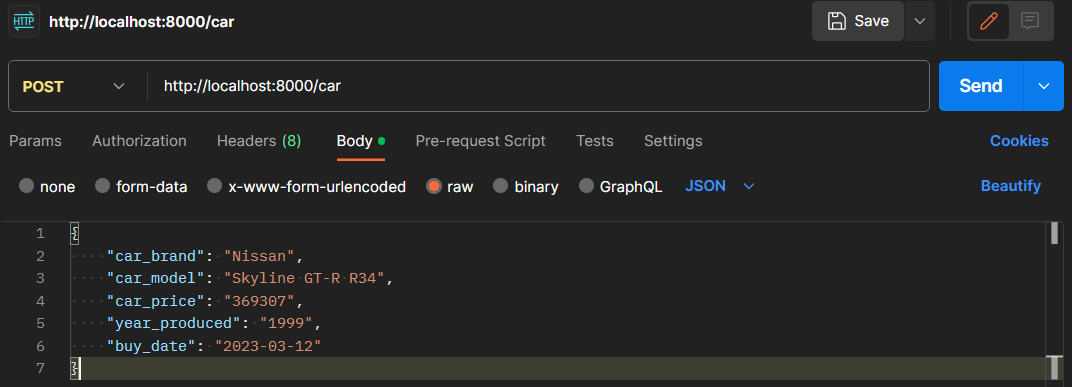 HTTP http://localhost:8000/car Save
POST http://localhost:8000/car Send
Params Authorization Headers (8) Body Pre-request Script Tests Settings Cookies
none form-data x-www-form-urlencoded raw binary GraphQL JSON Beautify
1 {
2 "car_brand": "Nissan",
3 "car_model": "Skyline GT-R R34",
4 "car_price": "369307",
5 "year_produced": "1999",
6 "buy_date": "2023-03-12"
7 }